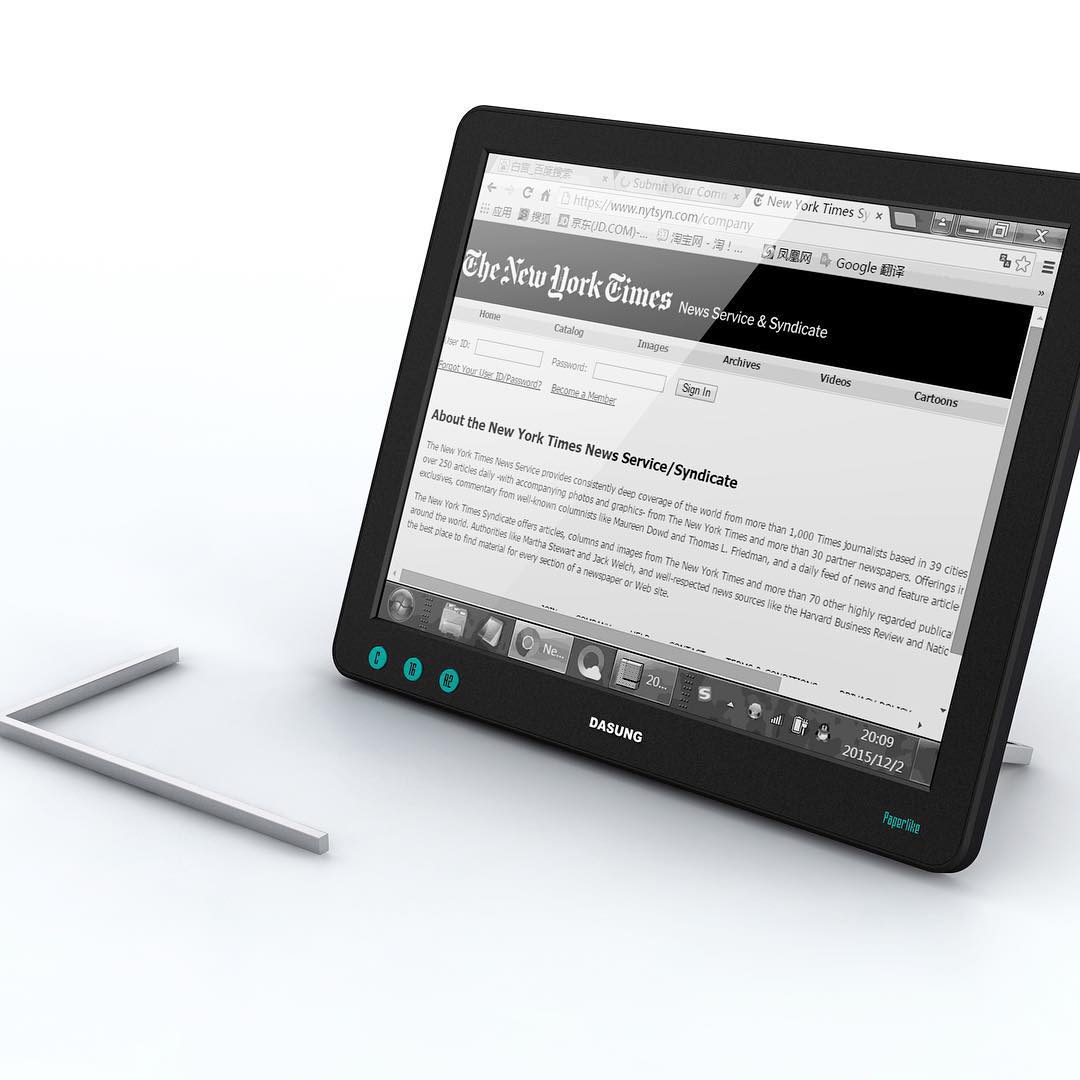 白页_百度搜索 × Submit Your Com × New York Times Sy ×
https://www.nytsyn.com/company
应用 搜狐 京东(JD.COM)-... 淘宝网 - 淘！... 凤凰网 Google 翻译 »
The New York Times News Service & Syndicate
Home Catalog Images Archives Videos Cartoons
User ID: Password: Sign In
Forgot Your User ID/Password? Become a Member
About the New York Times News Service/Syndicate
The New York Times News Service provides consistently deep coverage of the world from more than 1,000 Times journalists based in 39 cities
over 250 articles daily -with accompanying photos and graphics- from The New York Times and more than 30 partner newspapers. Offerings in
exclusives, commentary from well-known columnists like Maureen Dowd and Thomas L. Friedman, and a daily feed of news and feature article
The New York Times Syndicate offers articles, columns and images from The New York Times and more than 70 other highly regarded publica
around the world. Authorities like Martha Stewart and Jack Welch, and well-respected news sources like the Harvard Business Review and Natio
the best place to find material for every section of a newspaper or Web site.
Ne... 20...
20:09
2015/12/2
C 16 A2
DASUNG
Paperlike